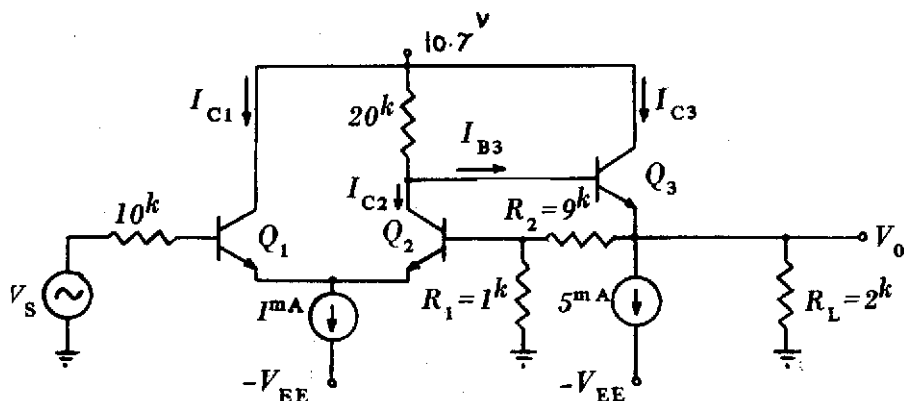 10.7 V
I_C1
20^k
I_C3
I_B3
I_C2
Q_3
10^k
R_2 = 9^k
Q_1
Q_2
V_0
V_S
1^mA
R_1 = 1^k
5^mA
R_L = 2^k
-V_EE
-V_EE